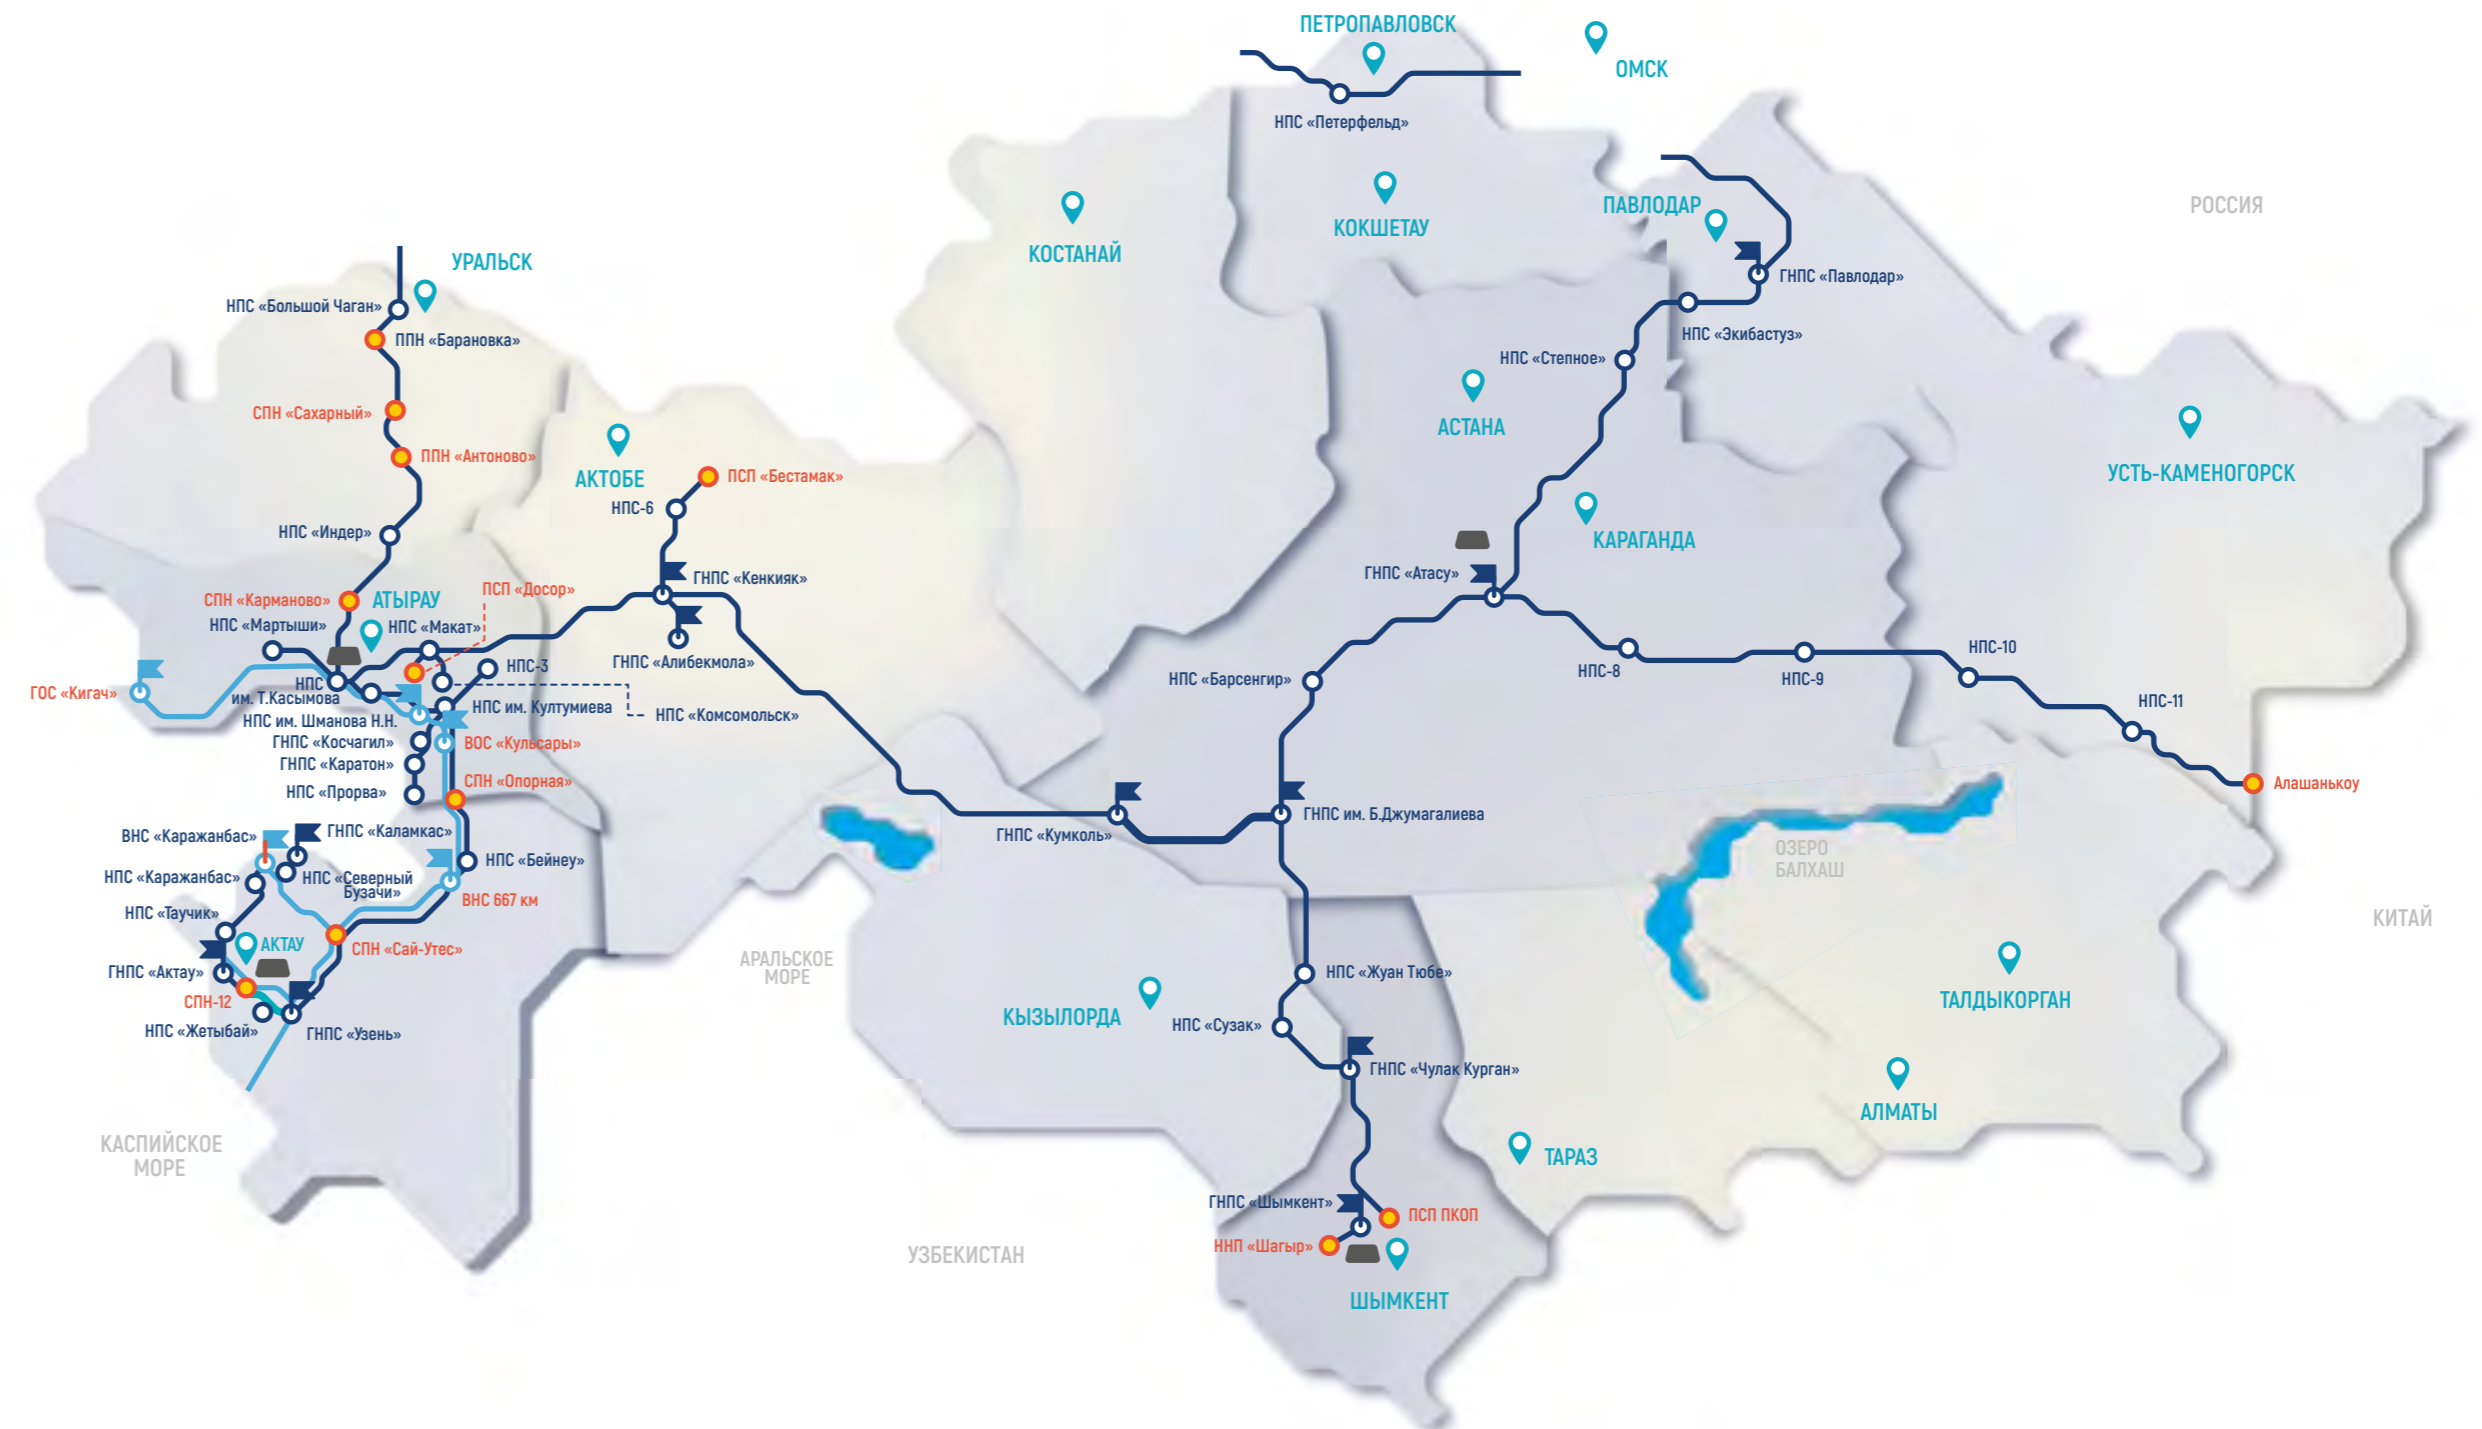 ПЕТРОПАВЛОВСК
ОМСК
НПС «Петерфельд»
КОКШЕТАУ
КОСТАНАЙ
ПАВЛОДАР
РОССИЯ
ГНПС «Павлодар»
НПС «Экибастуз»
НПС «Степное»
АСТАНА
КАРАГАНДА
УСТЬ-КАМЕНОГОРСК
УРАЛЬСК
НПС «Большой Чаган»
ППН «Барановка»
СПН «Сахарный»
ППН «Антоново»
НПС «Индер»
АКТОБЕ
ПСП «Бестамак»
НПС-6
ГНПС «Кенкияк»
ГНПС «Алибекмола»
СПН «Карманово»
АТЫРАУ
ПСП «Досор»
НПС «Мартыши»
НПС «Макат»
НПС-3
ГОС «Кигач»
НПС
им. Т.Касымова
НПС им. Шманова Н.Н.
НПС им. Култумиева
НПС «Комсомольск»
ГНПС «Косчагил»
ВОС «Кульсары»
ГНПС «Каратон»
СПН «Опорная»
НПС «Прорва»
ВНС «Каражанбас»
ГНПС «Каламкас»
НПС «Бейнеу»
НПС «Каражанбас»
НПС «Северный
Бузачи»
ВНС 667 км
НПС «Таучик»
АКТАУ
СПН «Сай-Утес»
ГНПС «Актау»
СПН-12
НПС «Жетыбай»
ГНПС «Узень»
КАСПИЙСКОЕ
МОРЕ
АРАЛЬСКОЕ
МОРЕ
УЗБЕКИСТАН
ГНПС «Атасу»
НПС «Барсенгир»
НПС-8
НПС-9
НПС-10
НПС-11
Алашанькоу
ГНПС «Кумколь»
ГНПС им. Б.Джумагалиева
ОЗЕРО
БАЛХАШ
КИТАЙ
НПС «Жуан Тюбе»
КЫЗЫЛОРДА
НПС «Сузак»
ГНПС «Чулак Курган»
ТАЛДЫКОРГАН
АЛМАТЫ
ТАРАЗ
ГНПС «Шымкент»
ПСП ПКОП
ННП «Шагыр»
ШЫМКЕНТ